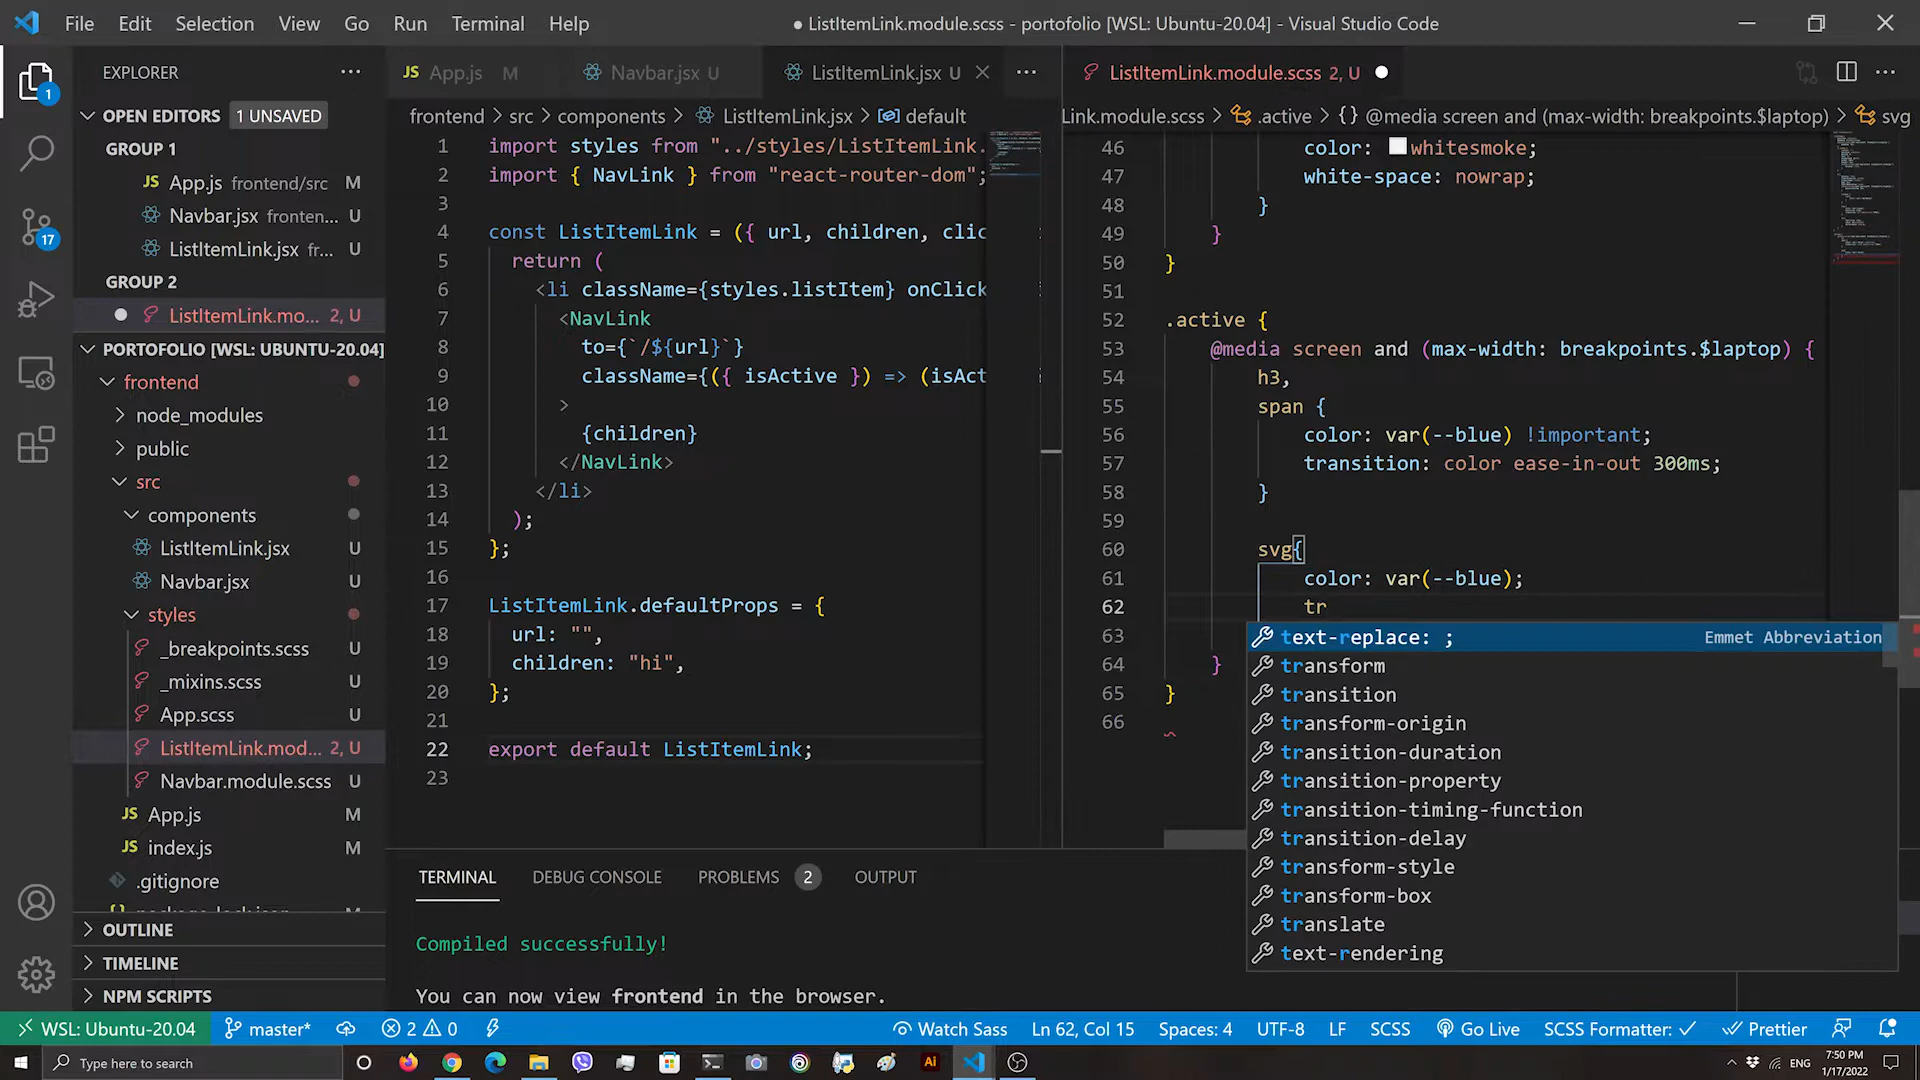 File Edit Selection View Go Run Terminal Help
● ListItemLink.module.scss - portofolio [WSL: Ubuntu-20.04] - Visual Studio Code
EXPLORER
OPEN EDITORS 1 UNSAVED
GROUP 1
JS App.js frontend/src M
Navbar.jsx fronten... U
ListItemLink.jsx fr... U
GROUP 2
ListItemLink.mo... 2, U
PORTOFOLIO [WSL: UBUNTU-20.04]
frontend
node_modules
public
src
components
ListItemLink.jsx U
Navbar.jsx U
styles
_breakpoints.scss U
_mixins.scss U
App.scss U
ListItemLink.mod... 2, U
Navbar.module.scss U
JS App.js M
JS index.js M
.gitignore
OUTLINE
TIMELINE
NPM SCRIPTS
1
17
JS App.js M
Navbar.jsx U
ListItemLink.jsx U
frontend > src > components > ListItemLink.jsx > default
1 import styles from "../styles/ListItemLink.
2 import { NavLink } from "react-router-dom";
3
4 const ListItemLink = ({ url, children, clic
5 return (
6 <li className={styles.listItem} onClick
7 <NavLink
8 to={`/${url}`}
9 className={({ isActive }) => (isAct
10 >
11 {children}
12 </NavLink>
13 </li>
14 );
15 };
16
17 ListItemLink.defaultProps = {
18 url: "",
19 children: "hi",
20 };
21
22 export default ListItemLink;
23
ListItemLink.module.scss 2, U
Link.module.scss > .active > {} @media screen and (max-width: breakpoints.$laptop) > svg
46 color: whitesmoke;
47 white-space: nowrap;
48 }
49 }
50 }
51
52 .active {
53 @media screen and (max-width: breakpoints.$laptop) {
54 h3,
55 span {
56 color: var(--blue) !important;
57 transition: color ease-in-out 300ms;
58 }
59
60 svg{
61 color: var(--blue);
62 tr
63
64 }
65 }
66
text-replace: ; Emmet Abbreviation
transform
transition
transform-origin
transition-duration
transition-property
transition-timing-function
transition-delay
transform-style
transform-box
translate
text-rendering
TERMINAL DEBUG CONSOLE PROBLEMS 2 OUTPUT
Compiled successfully!
You can now view frontend in the browser.
WSL: Ubuntu-20.04 master* 2 0 Watch Sass Ln 62, Col 15 Spaces: 4 UTF-8 LF SCSS Go Live SCSS Formatter: ✓ Prettier
Type here to search
Ai
ENG
7:50 PM
1/17/2022